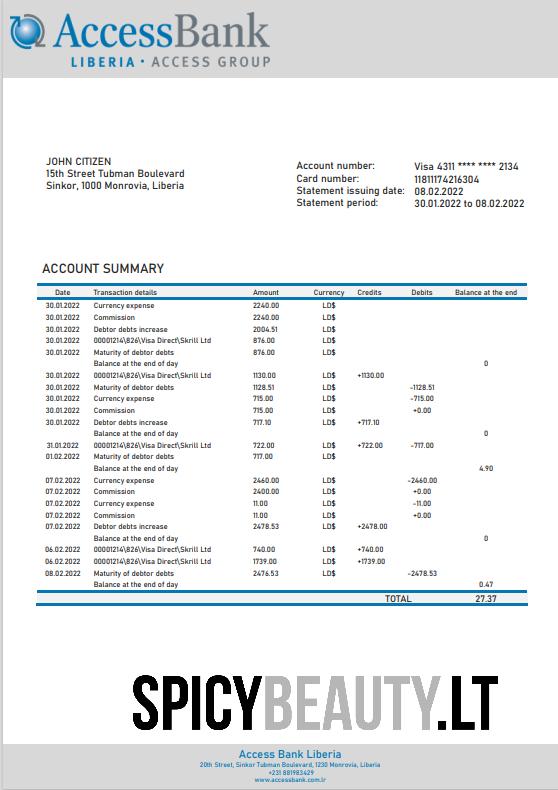 AccessBank
LIBERIA • ACCESS GROUP
JOHN CITIZEN
15th Street Tubman Boulevard
Sinkor, 1000 Monrovia, Liberia
Account number: Visa 4311 **** **** 2134
Card number: 11811174216304
Statement issuing date: 08.02.2022
Statement period: 30.01.2022 to 08.02.2022
ACCOUNT SUMMARY
Date Transaction details Amount Currency Credits Debits Balance at the end
30.01.2022 Currency expense 2240.00 LD$
30.01.2022 Commission 2240.00 LD$
30.01.2022 Debtor debts increase 2004.51 LD$
30.01.2022 00001214\826\Visa Direct\Skrill Ltd 876.00 LD$
30.01.2022 Maturity of debtor debts 876.00 LD$
Balance at the end of day 0
30.01.2022 00001214\826\Visa Direct\Skrill Ltd 1130.00 LD$ +1130.00
30.01.2022 Maturity of debtor debts 1128.51 LD$ -1128.51
30.01.2022 Currency expense 715.00 LD$ -715.00
30.01.2022 Commission 715.00 LD$ +0.00
30.01.2022 Debtor debts increase 717.10 LD$ +717.10
Balance at the end of day 0
31.01.2022 00001214\826\Visa Direct\Skrill Ltd 722.00 LD$ +722.00 -717.00
01.02.2022 Maturity of debtor debts 717.00 LD$
Balance at the end of day 4.90
07.02.2022 Currency expense 2460.00 LD$ -2460.00
07.02.2022 Commission 2400.00 LD$ +0.00
07.02.2022 Currency expense 11.00 LD$ -11.00
07.02.2022 Commission 11.00 LD$ +0.00
07.02.2022 Debtor debts increase 2478.53 LD$ +2478.00
Balance at the end of day 0
06.02.2022 00001214\826\Visa Direct\Skrill Ltd 740.00 LD$ +740.00
06.02.2022 00001214\826\Visa Direct\Skrill Ltd 1739.00 LD$ +1739.00
08.02.2022 Maturity of debtor debts 2476.53 LD$ -2478.53
Balance at the end of day 0.47
TOTAL 27.37
SPICYBEAUTY.LT
Access Bank Liberia
20th Street, Sinkor Tubman Boulevard, 1230 Monrovia, Liberia
+231 881983429
www.accessbank.com.lr